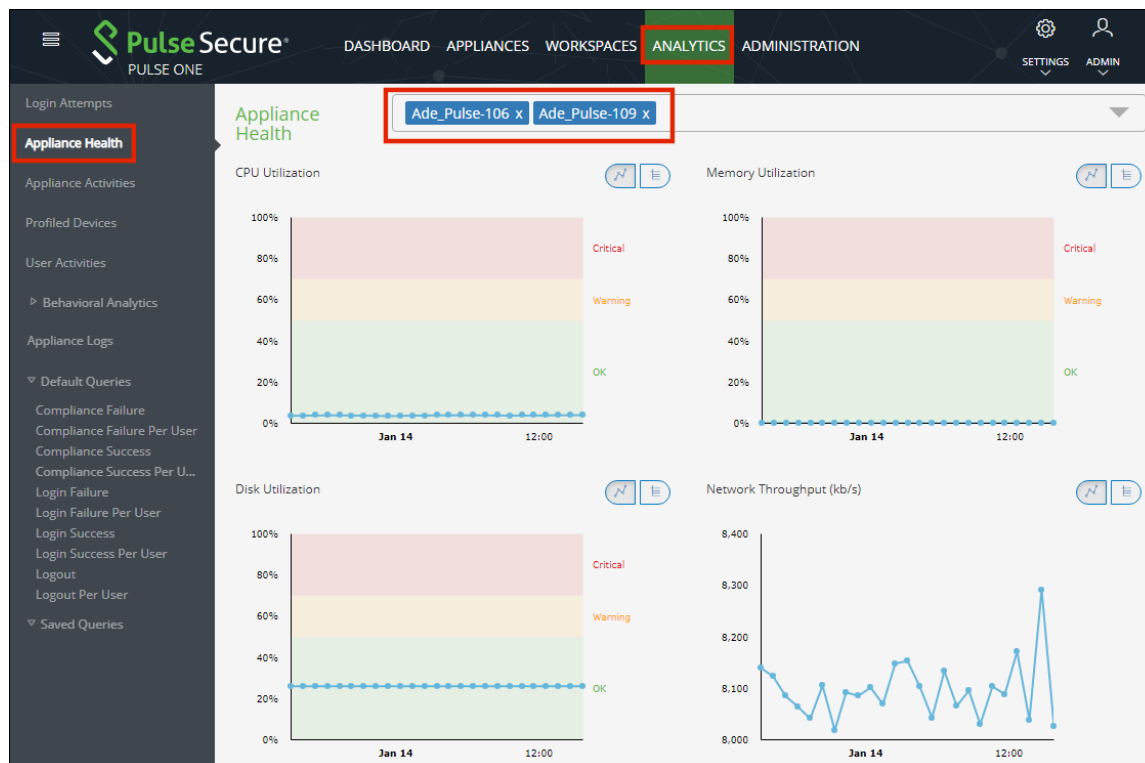 Pulse Secure®
PULSE ONE
DASHBOARD APPLIANCES WORKSPACES ANALYTICS ADMINISTRATION
SETTINGS ADMIN
Login Attempts
Appliance Health
Appliance Activities
Profiled Devices
User Activities
Behavioral Analytics
Appliance Logs
Default Queries
Compliance Failure
Compliance Failure Per User
Compliance Success
Compliance Success Per U...
Login Failure
Login Failure Per User
Login Success
Login Success Per User
Logout
Logout Per User
Saved Queries
Appliance
Health
Ade_Pulse-106 x Ade_Pulse-109 x
CPU Utilization
100%
80%
60%
40%
20%
0%
Critical
Warning
OK
Jan 14 12:00
Memory Utilization
100%
80%
60%
40%
20%
0%
Critical
Warning
OK
Jan 14 12:00
Disk Utilization
100%
80%
60%
40%
20%
0%
Critical
Warning
OK
Jan 14 12:00
Network Throughput (kb/s)
8,400
8,300
8,200
8,100
8,000
Jan 14 12:00